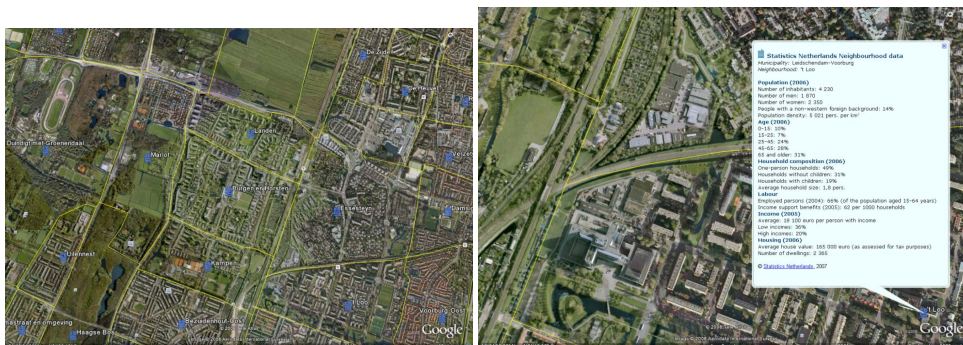 De Zijde
De Heuvel
Landen
Duindigt met Groenendaal
Marlot
Burgen en Horsten
Essesteyn
Uilennest
Kampen
't Loo
Voorburg Oost
Bezuidenhout-Oost
Haagse Bos
Google
Statistics Netherlands Neighbourhood data
Municipality: Leidschendam-Voorburg
Neighbourhood: 't Loo
Population (2006)
Number of inhabitants: 4 230
Number of men: 1 870
Number of women: 2 350
People with a non-western foreign background: 14%
Population density: 5 021 pers. per km²
Age (2006)
0-15: 10%
15-25: 7%
25-45: 24%
45-65: 28%
65 and older: 31%
Household composition (2006)
One-person households: 49%
Households without children: 31%
Households with children: 19%
Average household size: 1,8 pers.
Labour
Employed persons (2004): 66% (of the population aged 15-64 years)
Income support benefits (2005): 62 per 1000 households
Income (2005)
Average: 18 100 euro per person with income
Low incomes: 36%
High incomes: 20%
Housing (2006)
Average house value: 165 000 euro (as assessed for tax purposes)
Number of dwellings: 2 365
© Statistics Netherlands, 2007
't Loo
Google